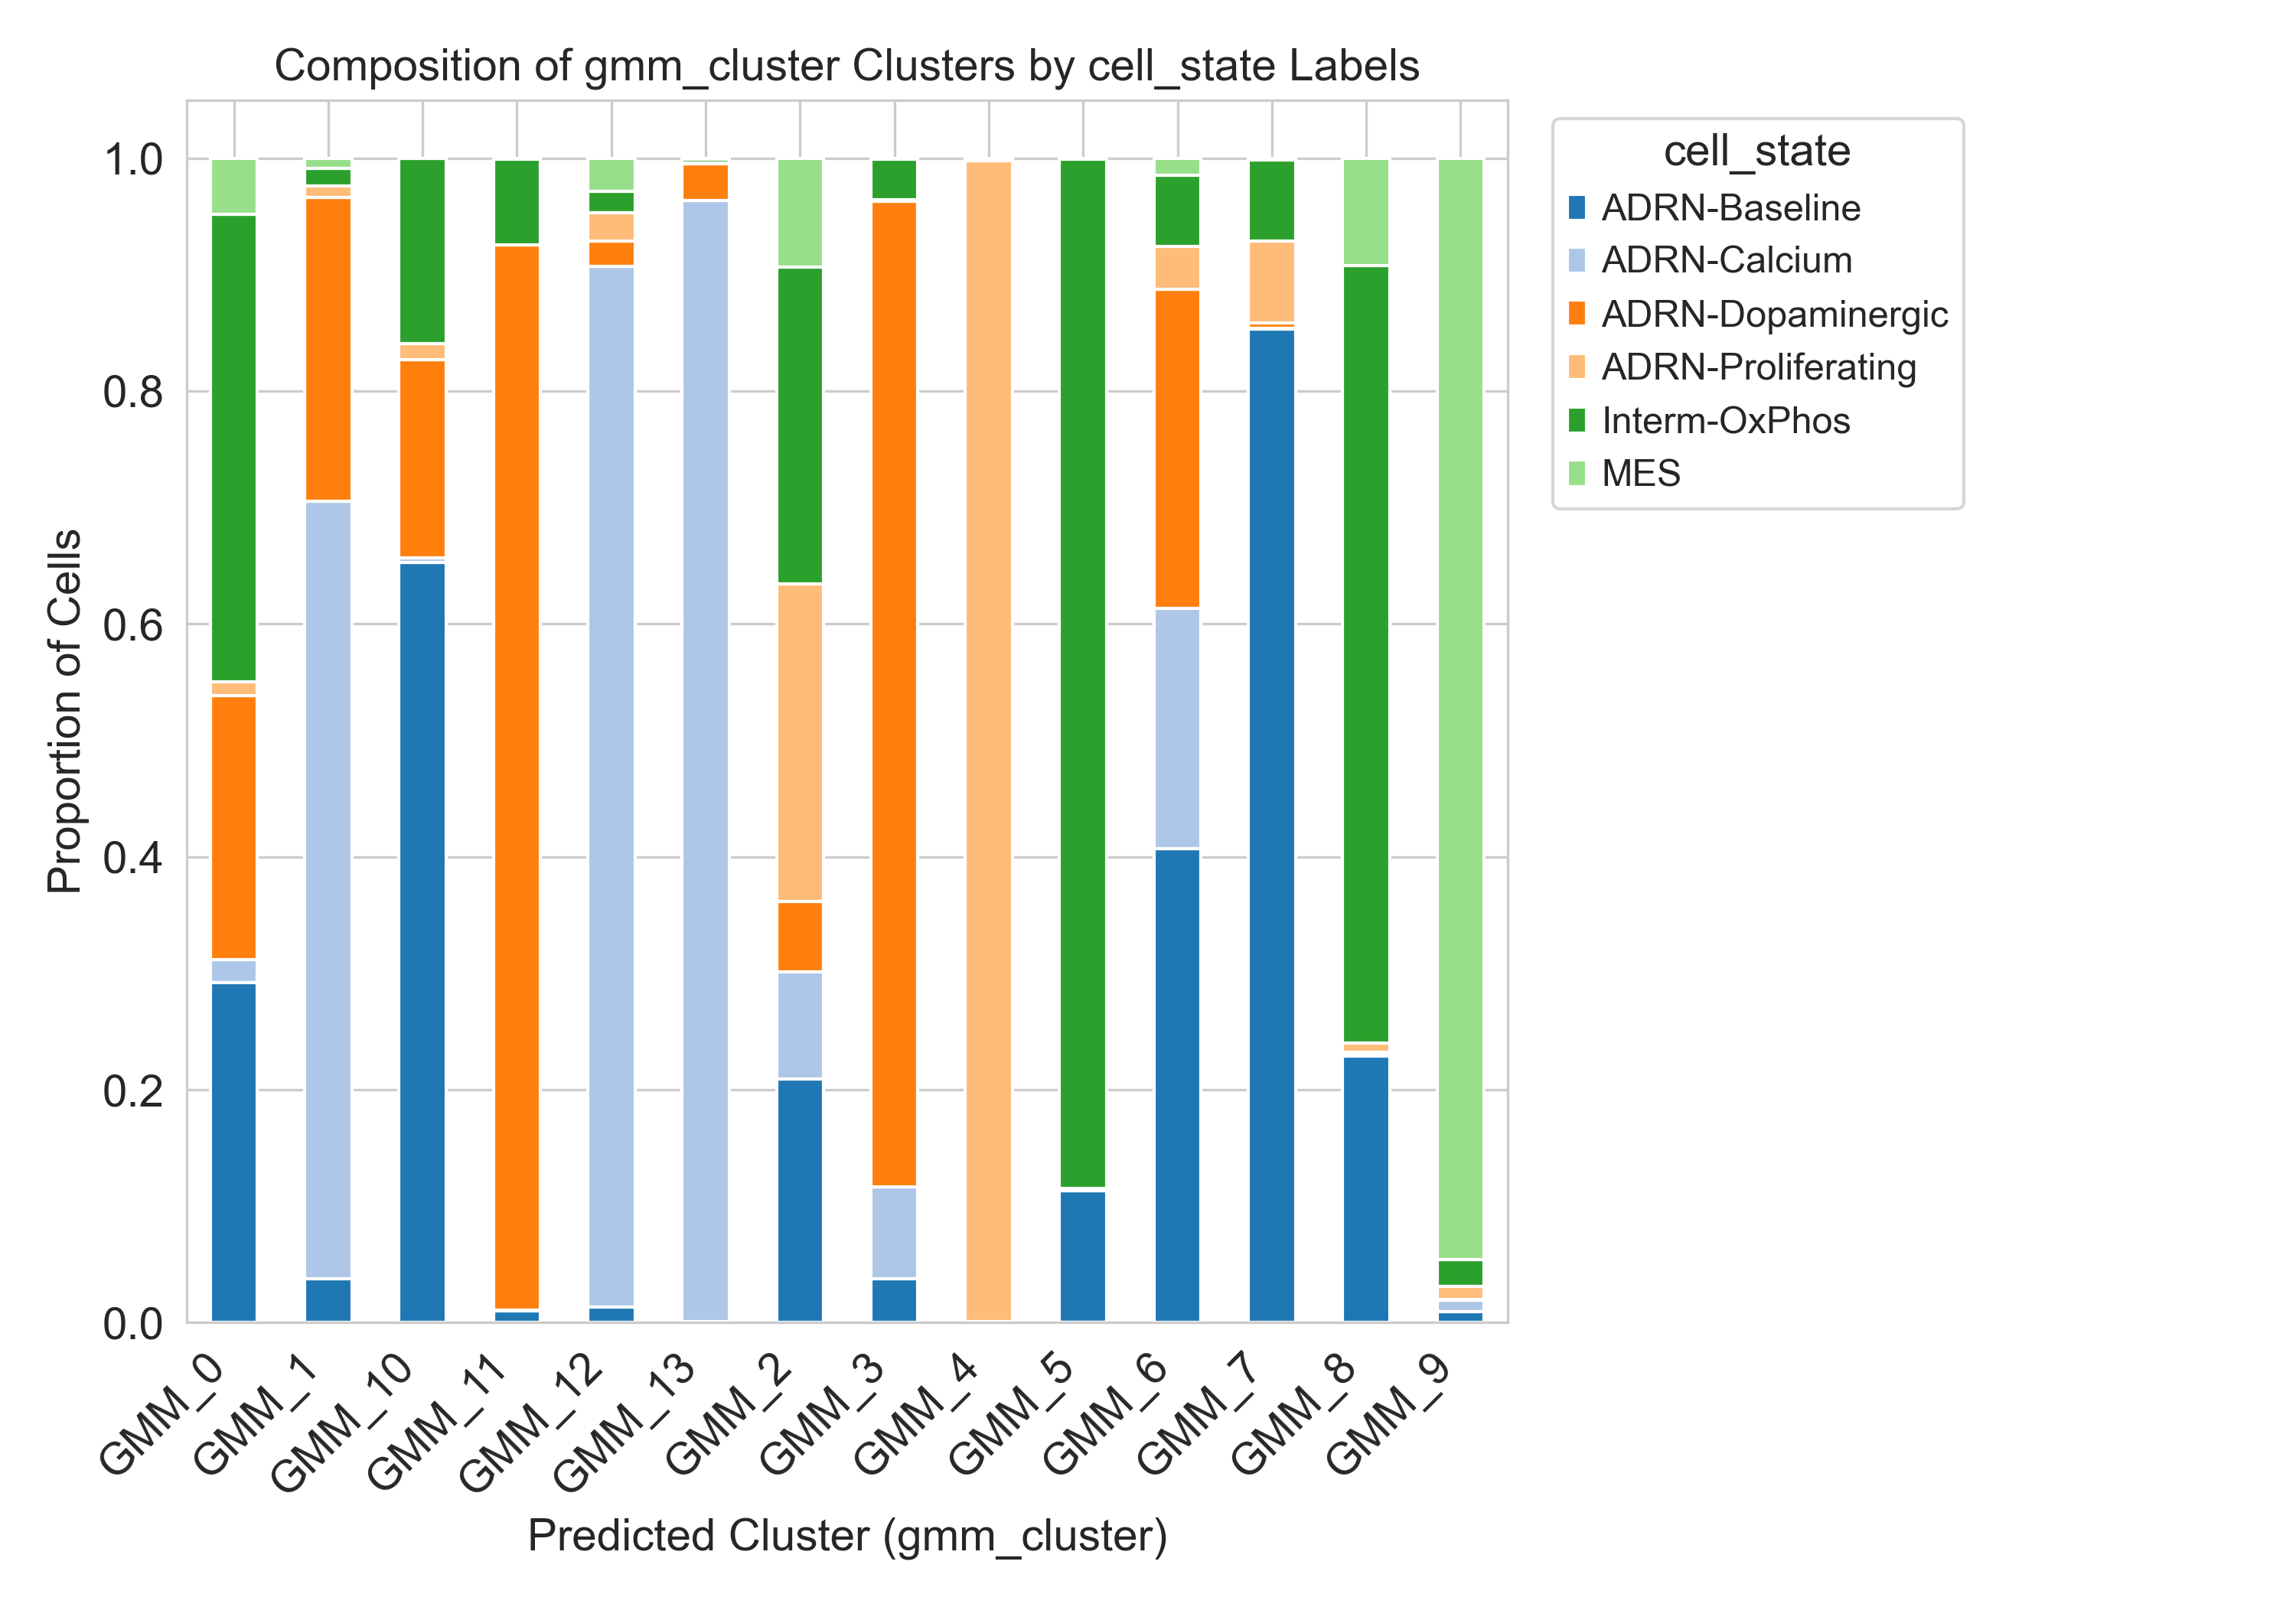 Composition of gmm_cluster Clusters by cell_state Labels
cell_state
ADRN-Baseline
ADRN-Calcium
ADRN-Dopaminergic
ADRN-Proliferating
Interm-OxPhos
MES
Proportion of Cells
1.0
0.8
0.6
0.4
0.2
0.0
GMM_0
GMM_1
GMM_10
GMM_11
GMM_12
GMM_13
GMM_2
GMM_3
GMM_4
GMM_5
GMM_6
GMM_7
GMM_8
GMM_9
Predicted Cluster (gmm_cluster)